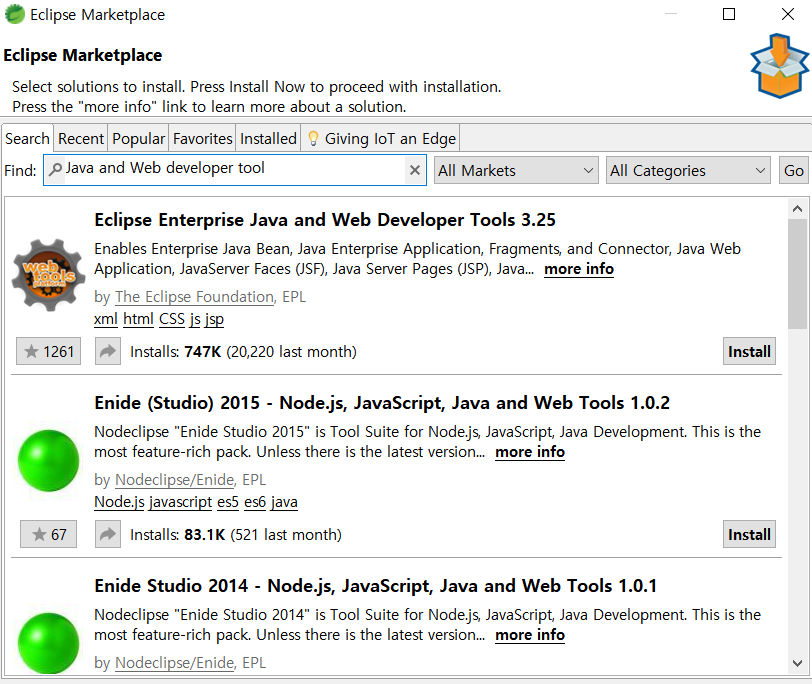 Eclipse Marketplace
Eclipse Marketplace
Select solutions to install. Press Install Now to proceed with installation.
Press the "more info" link to learn more about a solution.
Search Recent Popular Favorites Installed Giving IoT an Edge
Find: Java and Web developer tool All Markets All Categories Go
Eclipse Enterprise Java and Web Developer Tools 3.25
Enables Enterprise Java Bean, Java Enterprise Application, Fragments, and Connector, Java Web
Application, JavaServer Faces (JSF), Java Server Pages (JSP), Java... more info
web tools platform
by The Eclipse Foundation, EPL
xml html CSS js jsp
1261 Installs: 747K (20,220 last month) Install
Enide (Studio) 2015 - Node.js, JavaScript, Java and Web Tools 1.0.2
Nodeclipse "Enide Studio 2015" is Tool Suite for Node.js, JavaScript, Java Development. This is the
most feature-rich pack. Unless there is the latest version... more info
by Nodeclipse/Enide, EPL
Node.js javascript es5 es6 java
67 Installs: 83.1K (521 last month) Install
Enide Studio 2014 - Node.js, JavaScript, Java and Web Tools 1.0.1
Nodeclipse "Enide Studio 2014" is Tool Suite for Node.js, JavaScript, Java Development. This is the
most feature-rich pack. Unless there is the latest version... more info
by Nodeclipse/Enide, EPL